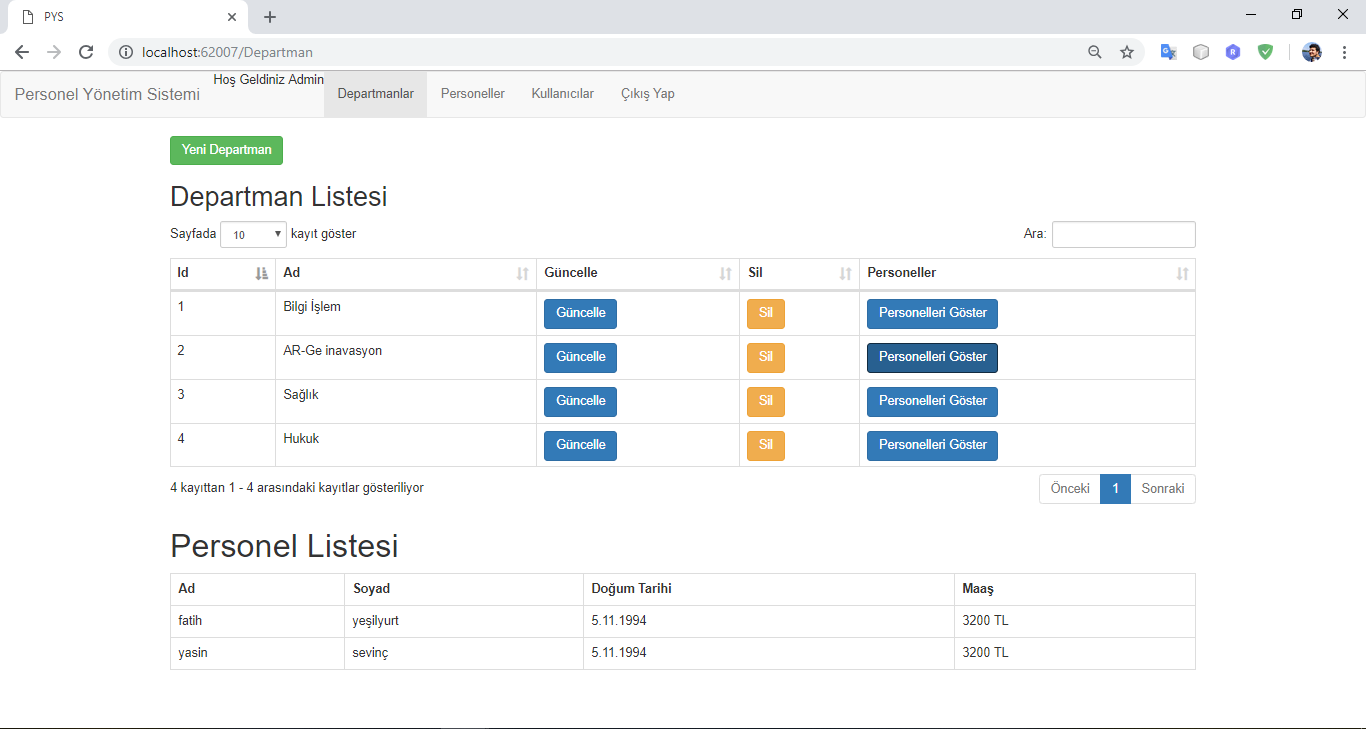 PYS
localhost:62007/Departman
Personel Yönetim Sistemi Hoş Geldiniz Admin Departmanlar Personeller Kullanıcılar Çıkış Yap
Yeni Departman
Departman Listesi
Sayfada 10 kayıt göster Ara:
Id Ad Güncelle Sil Personeller
1 Bilgi İşlem Güncelle Sil Personelleri Göster
2 AR-Ge inavasyon Güncelle Sil Personelleri Göster
3 Sağlık Güncelle Sil Personelleri Göster
4 Hukuk Güncelle Sil Personelleri Göster
4 kayıttan 1 - 4 arasındaki kayıtlar gösteriliyor Önceki 1 Sonraki
Personel Listesi
Ad Soyad Doğum Tarihi Maaş
fatih yeşilyurt 5.11.1994 3200 TL
yasin sevinç 5.11.1994 3200 TL